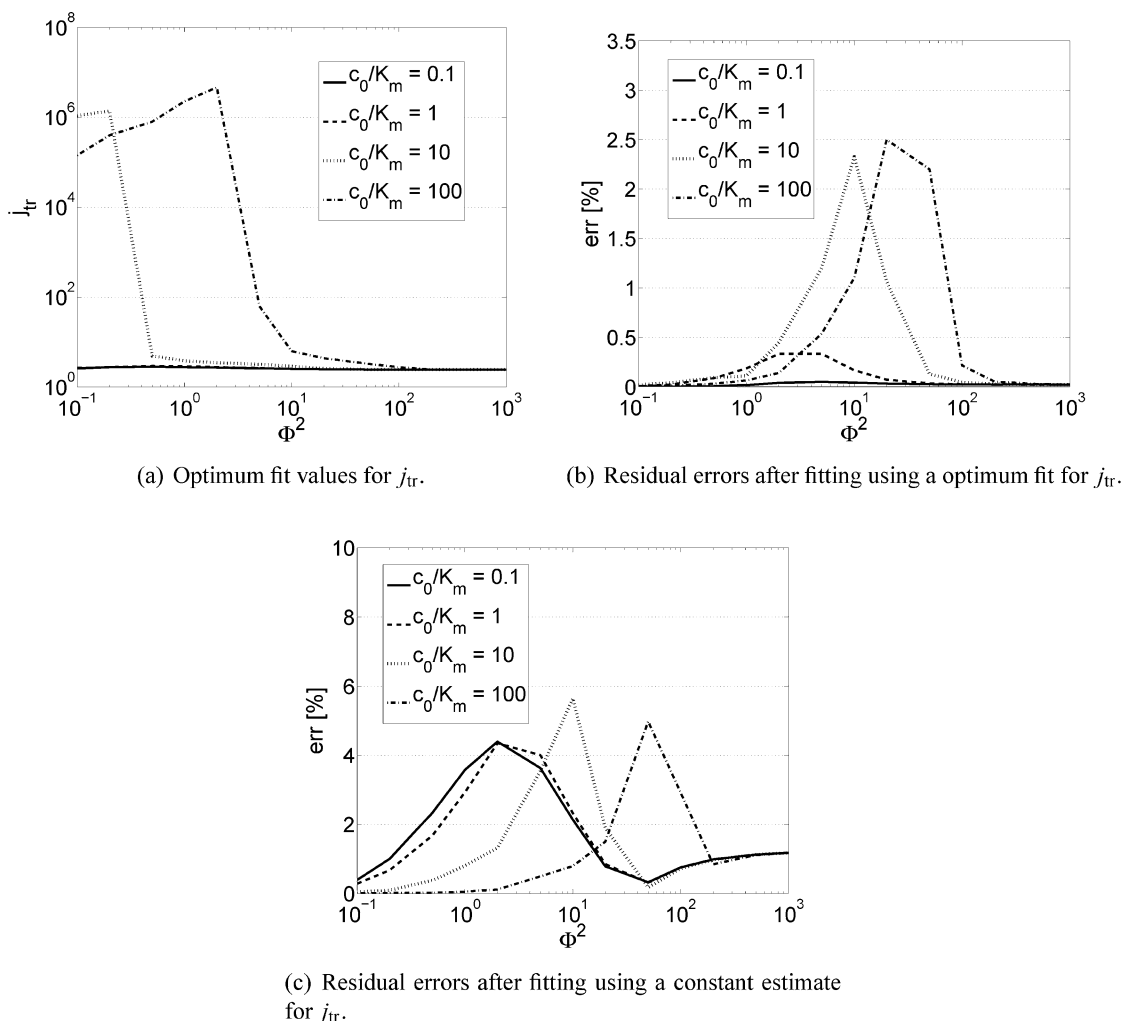 10^8
10^6
10^4
10^2
10^0
j_tr
c_0/K_m = 0.1
c_0/K_m = 1
c_0/K_m = 10
c_0/K_m = 100
10^−1 10^0 10^1 10^2 10^3
Φ^2
(a) Optimum fit values for j_tr.
3.5
3
2.5
2
1.5
1
0.5
0
err [%]
c_0/K_m = 0.1
c_0/K_m = 1
c_0/K_m = 10
c_0/K_m = 100
10^−1 10^0 10^1 10^2 10^3
Φ^2
(b) Residual errors after fitting using a optimum fit for j_tr.
10
8
6
4
2
0
err [%]
c_0/K_m = 0.1
c_0/K_m = 1
c_0/K_m = 10
c_0/K_m = 100
10^−1 10^0 10^1 10^2 10^3
Φ^2
(c) Residual errors after fitting using a constant estimate
for j_tr.